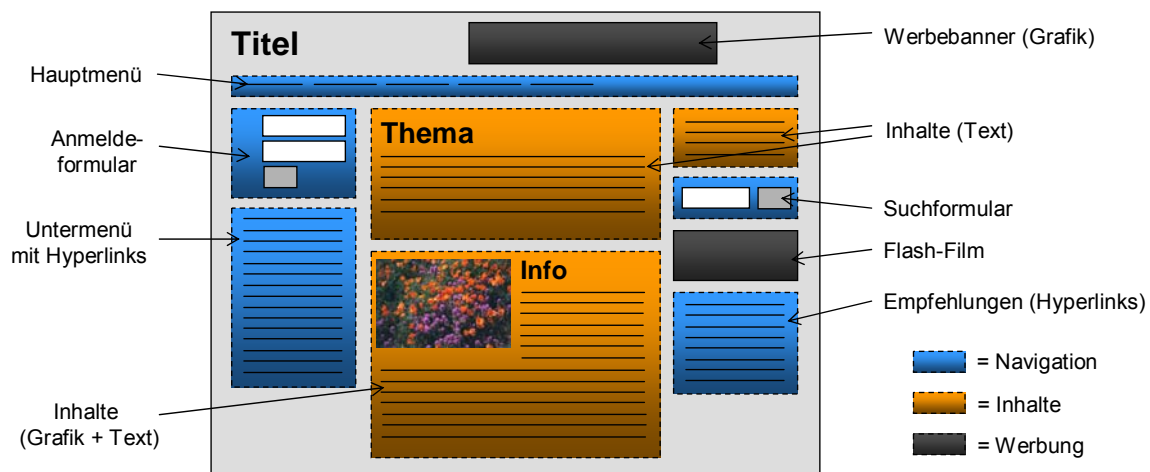 Titel
Werbebanner (Grafik)
Hauptmenü
Anmelde-
formular
Thema
Inhalte (Text)
Suchformular
Untermenü
mit Hyperlinks
Flash-Film
Info
Empfehlungen (Hyperlinks)
Inhalte
(Grafik + Text)
= Navigation
= Inhalte
= Werbung